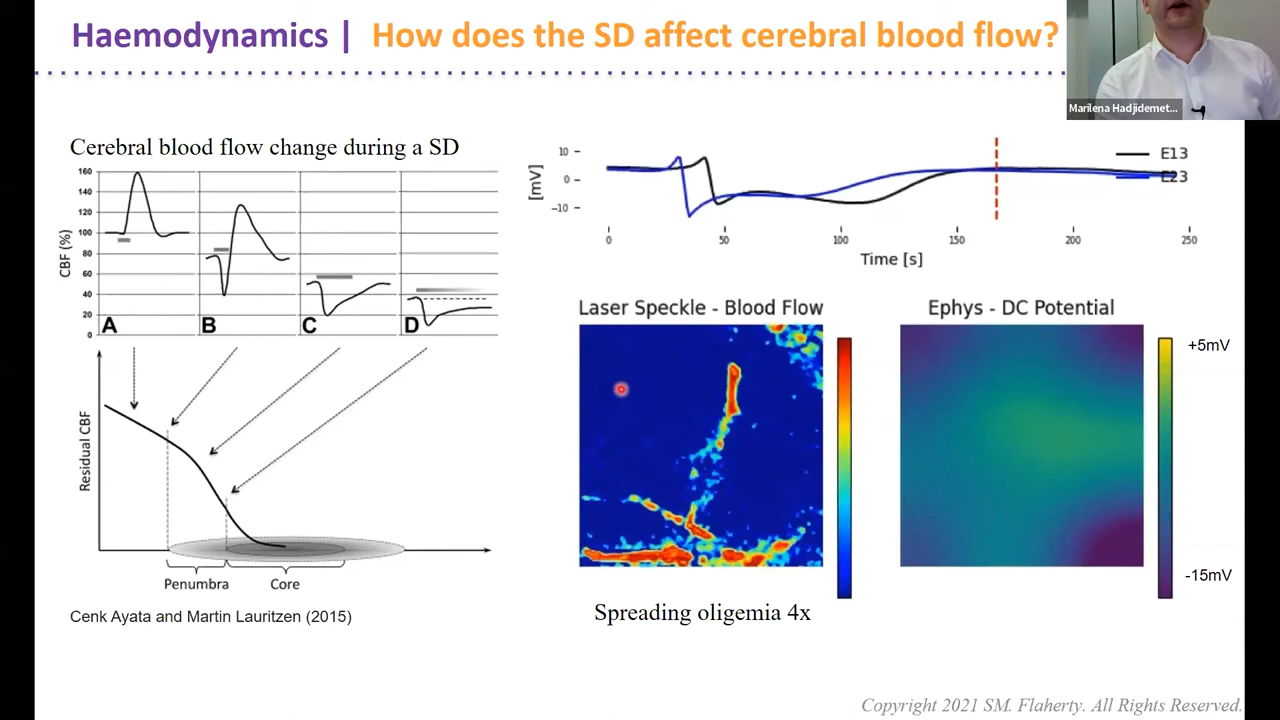 Haemodynamics | How does the SD affect cerebral blood flow?
Marilena Hadjidemet...
Cerebral blood flow change during a SD
CBF (%)
160
140
120
100
80
60
40
20
0
A
B
C
D
Residual CBF
Penumbra
Core
Cenk Ayata and Martin Lauritzen (2015)
[mV]
10
0
−10
E13
E23
0
50
100
150
200
250
Time [s]
Laser Speckle - Blood Flow
Ephys - DC Potential
+5mV
-15mV
Spreading oligemia 4x
Copyright 2021 SM. Flaherty. All Rights Reserved.